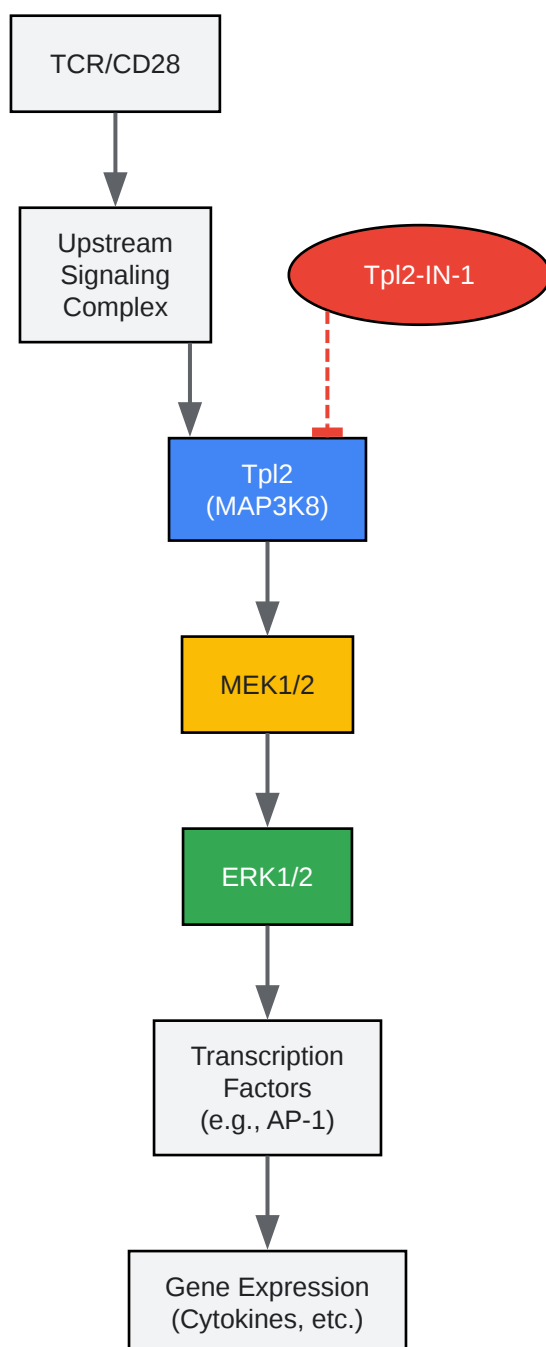 TCR/CD28
Upstream
Signaling
Complex
Tpl2-IN-1
Tpl2
(MAP3K8)
MEK1/2
ERK1/2
Transcription
Factors
(e.g., AP-1)
Gene Expression
(Cytokines, etc.)